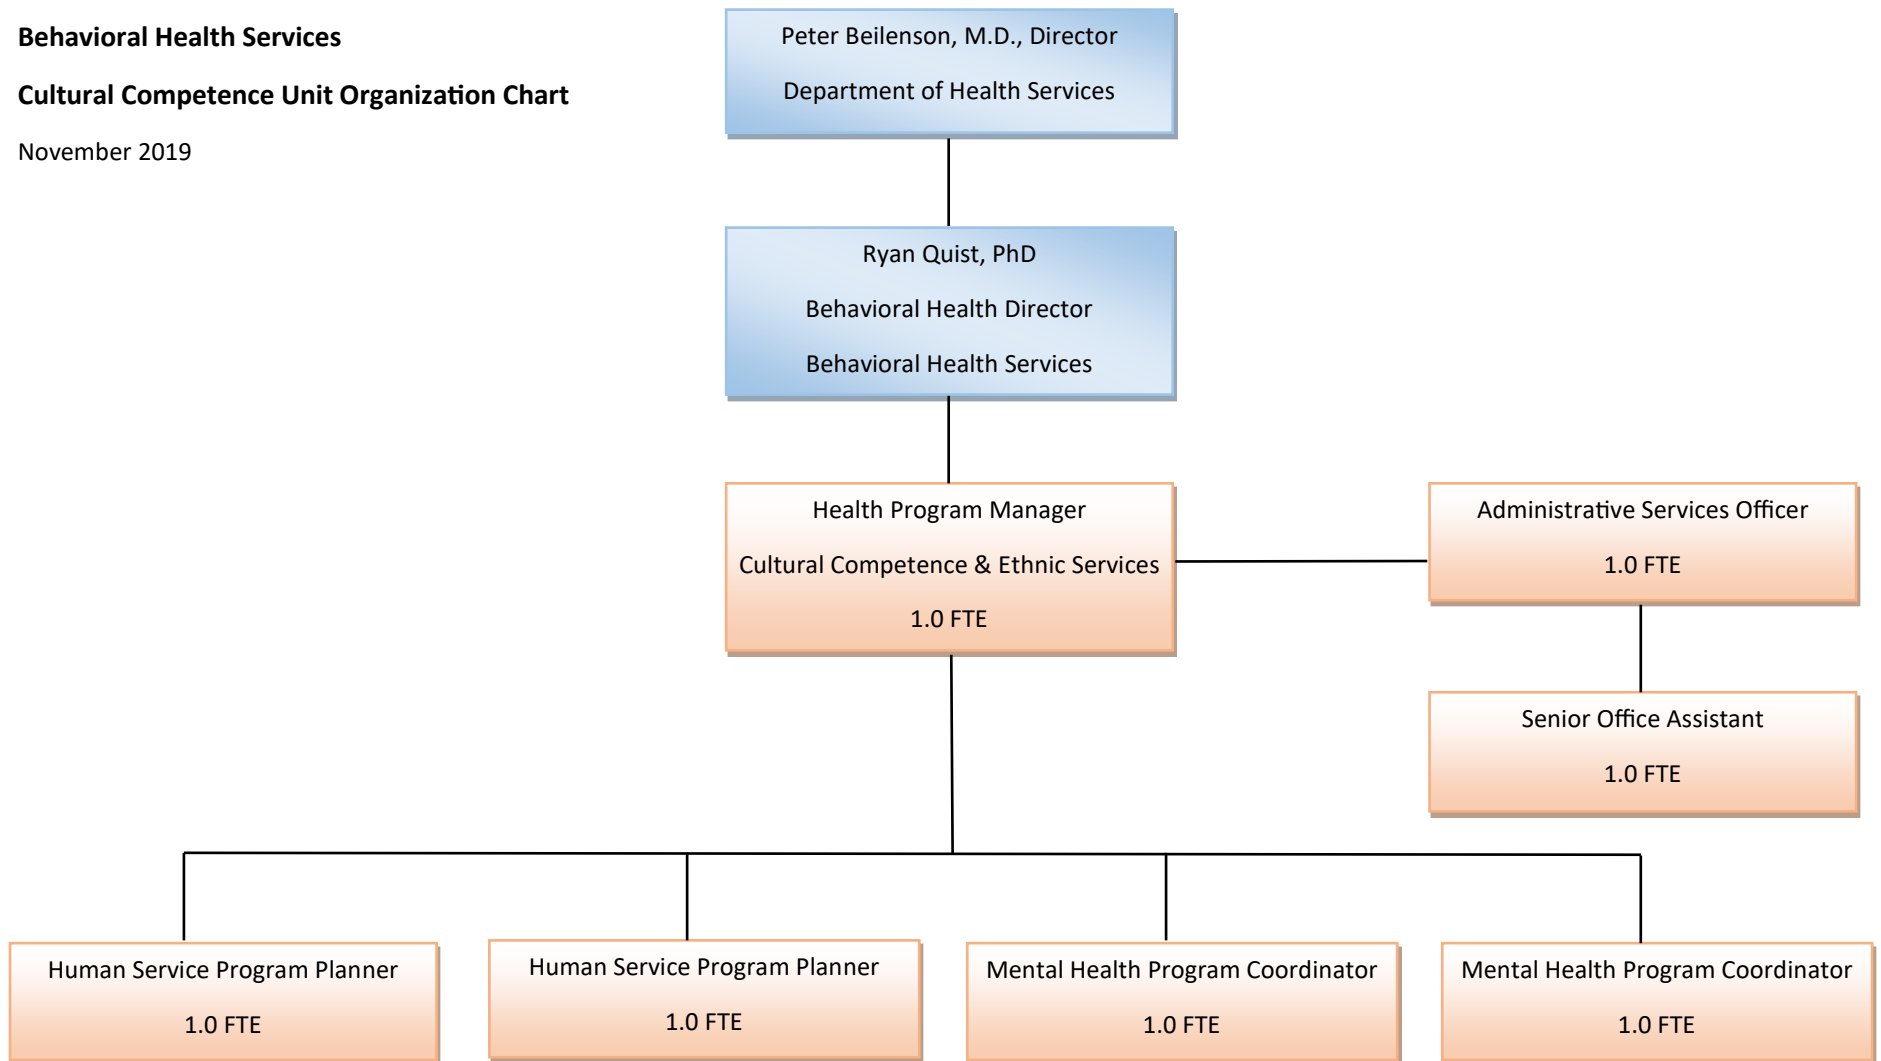 Behavioral Health Services
Cultural Competence Unit Organization Chart
November 2019
Peter Beilenson, M.D., Director
Department of Health Services
Ryan Quist, PhD
Behavioral Health Director
Behavioral Health Services
Health Program Manager
Cultural Competence & Ethnic Services
1.0 FTE
Administrative Services Officer
1.0 FTE
Senior Office Assistant
1.0 FTE
Human Service Program Planner
1.0 FTE
Human Service Program Planner
1.0 FTE
Mental Health Program Coordinator
1.0 FTE
Mental Health Program Coordinator
1.0 FTE